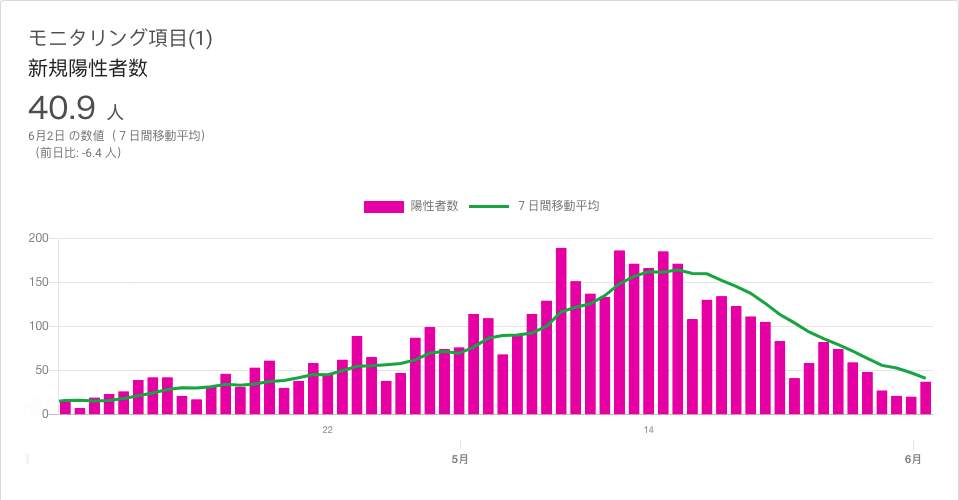 モニタリング項目(1)
新規陽性者数
40.9 人
6月2日 の数値（７日間移動平均）
（前日比: -6.4 人）
陽性者数 ７日間移動平均
200
150
100
50
0
22 14
5月 6月